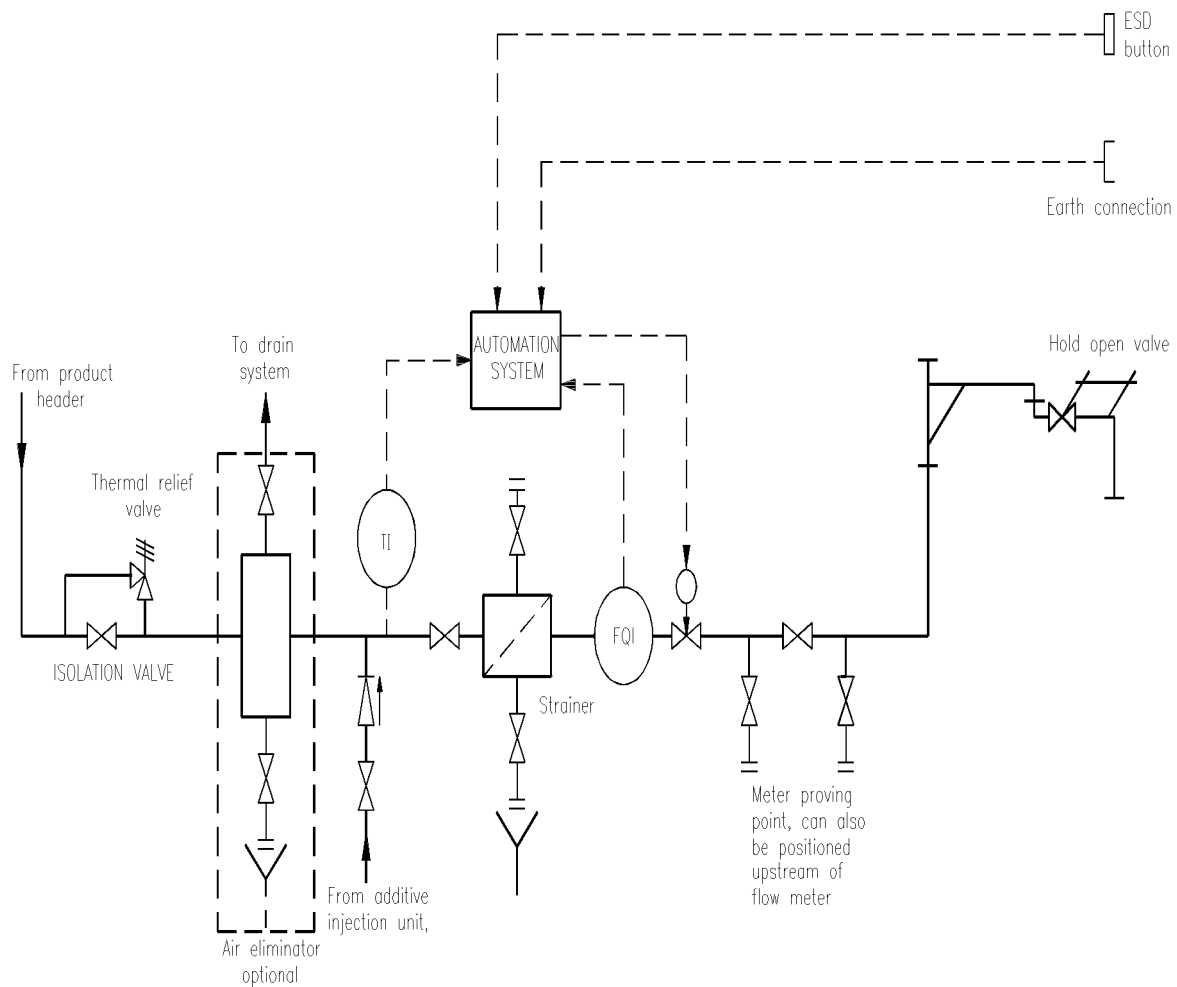 ESD
button
Earth connection
AUTOMATION
SYSTEM
To drain
system
From product
header
Hold open valve
Thermal relief
valve
TI
FQI
ISOLATION VALVE
Strainer
Meter proving
point, can also
be positioned
upstream of
flow meter
From additive
injection unit,
Air eliminator
optional